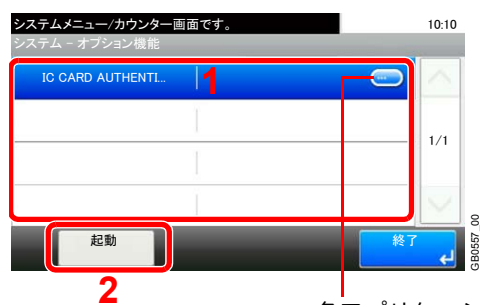 システムメニュー/カウンター画面です。 10:10
システム - オプション機能
IC CARD AUTHENTI... 1
1/1
起動 終了
2
GB0557_00